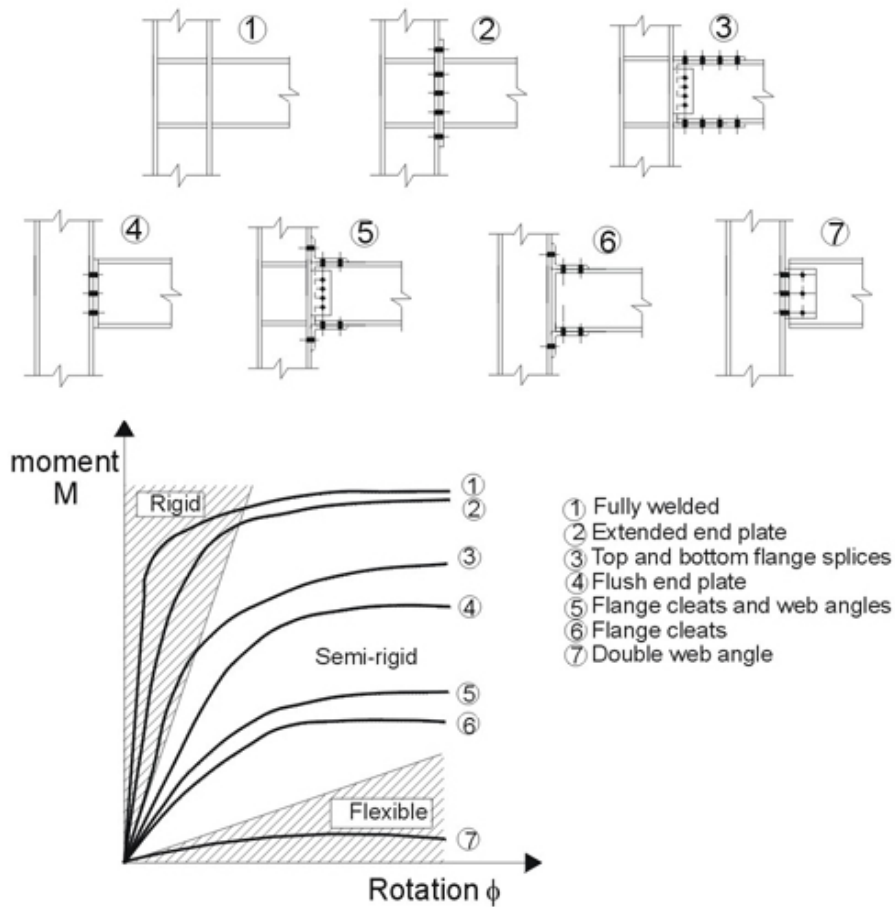 ① ② ③
④ ⑤ ⑥ ⑦
moment
M
Rigid
①
②
③
④
Semi-rigid
⑤
⑥
Flexible
⑦
Rotation ϕ
① Fully welded
② Extended end plate
③ Top and bottom flange splices
④ Flush end plate
⑤ Flange cleats and web angles
⑥ Flange cleats
⑦ Double web angle